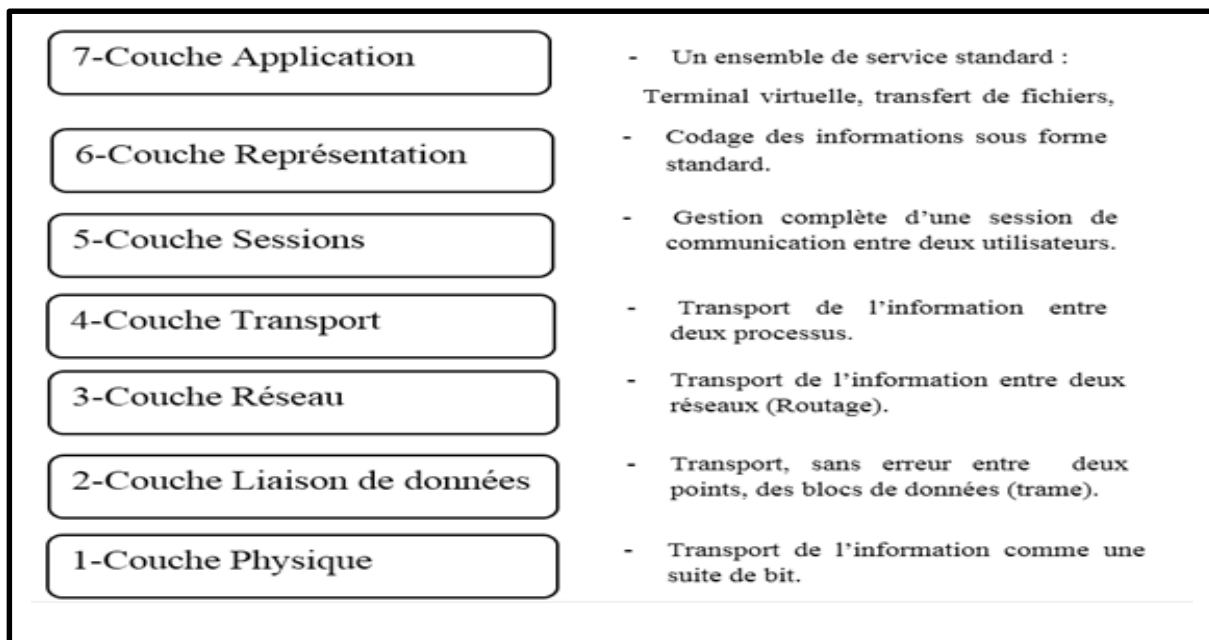 7-Couche Application
- Un ensemble de service standard :
Terminal virtuelle, transfert de fichiers,
6-Couche Représentation
- Codage des informations sous forme
standard.
5-Couche Sessions
- Gestion complète d’une session de
communication entre deux utilisateurs.
4-Couche Transport
- Transport de l’information entre
deux processus.
3-Couche Réseau
- Transport de l’information entre deux
réseaux (Routage).
2-Couche Liaison de données
- Transport, sans erreur entre deux
points, des blocs de données (trame).
1-Couche Physique
- Transport de l’information comme une
suite de bit.